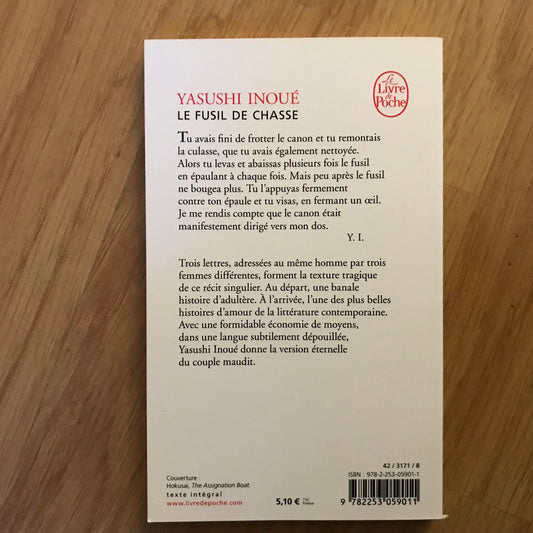 Le
Livre
de
Poche
YASUSHI INOUÉ
LE FUSIL DE CHASSE
Tu avais fini de frotter le canon et tu remontais
la culasse, que tu avais également nettoyée.
Alors tu levas et abaissas plusieurs fois le fusil
en épaulant à chaque fois. Mais peu après le fusil
ne bougea plus. Tu l'appuyas fermement
contre ton épaule et tu visas, en fermant un œil.
Je me rendis compte que le canon était
manifestement dirigé vers mon dos.
Y. I.
Trois lettres, adressées au même homme par trois
femmes différentes, forment la texture tragique
de ce récit singulier. Au départ, une banale
histoire d'adultère. À l'arrivée, l'une des plus belles
histoires d'amour de la littérature contemporaine.
Avec une formidable économie de moyens,
dans une langue subtilement dépouillée,
Yasushi Inoué donne la version éternelle
du couple maudit.
Couverture :
Hokusai, The Assignation Boat.
texte intégral
www.livredepoche.com
5,10 € TTC
France
42 / 3171 / 8
ISBN : 978-2-253-05901-1
9 782253 059011